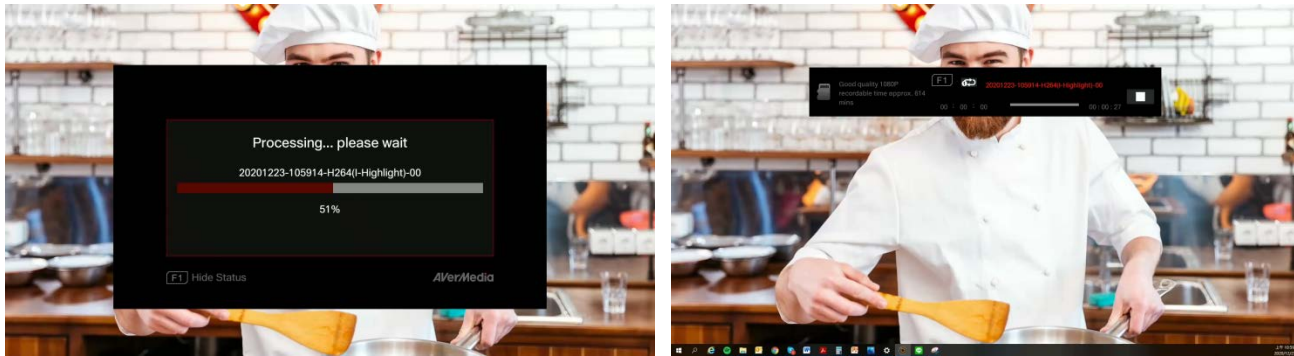 Processing... please wait
20201223-105914-H264(I-Highlight)-00
51%
F1 Hide Status
AVerMedia
Good quality 1080P
recordable time approx. 614
mins
F1
20201223-105914-H264(I-Highlight)-00
00 : 00 : 00
00 : 00 : 27